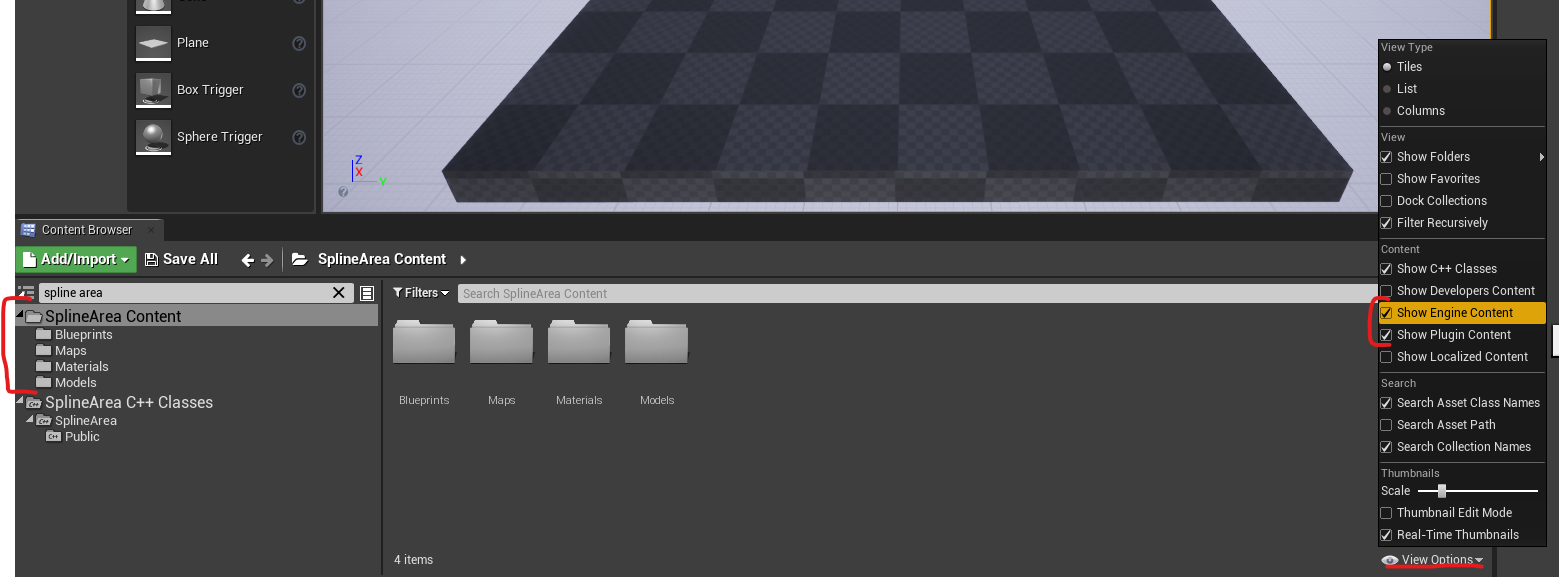 Plane
Box Trigger
Sphere Trigger
Z
X
Y
Content Browser
Add/Import
Save All
SplineArea Content
spline area
Filters
Search SplineArea Content
SplineArea Content
Blueprints
Maps
Materials
Models
SplineArea C++ Classes
SplineArea
Public
Blueprints
Maps
Materials
Models
4 items
View Type
Tiles
List
Columns
View
Show Folders
Show Favorites
Dock Collections
Filter Recursively
Content
Show C++ Classes
Show Developers Content
Show Engine Content
Show Plugin Content
Show Localized Content
Search
Search Asset Class Names
Search Asset Path
Search Collection Names
Thumbnails
Scale
Thumbnail Edit Mode
Real-Time Thumbnails
View Options